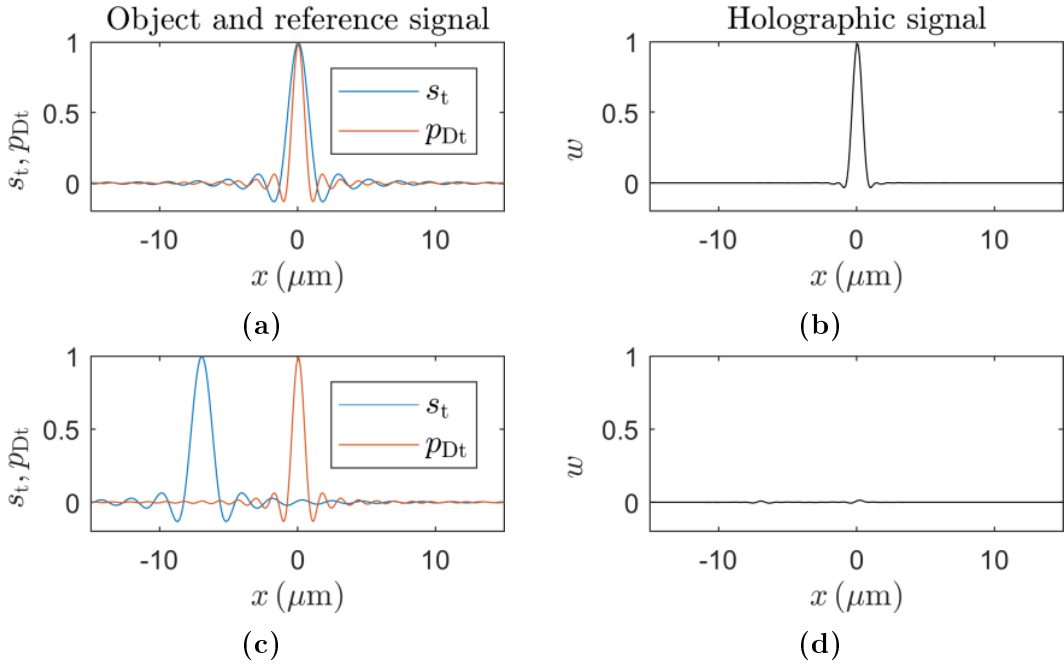 Object and reference signal
Holographic signal
1
0.5
0
s_t, p_Dt
s_t
p_Dt
-10 0 10
x (μm)
(a)
1
0.5
0
w
-10 0 10
x (μm)
(b)
1
0.5
0
s_t, p_Dt
s_t
p_Dt
-10 0 10
x (μm)
(c)
1
0.5
0
w
-10 0 10
x (μm)
(d)